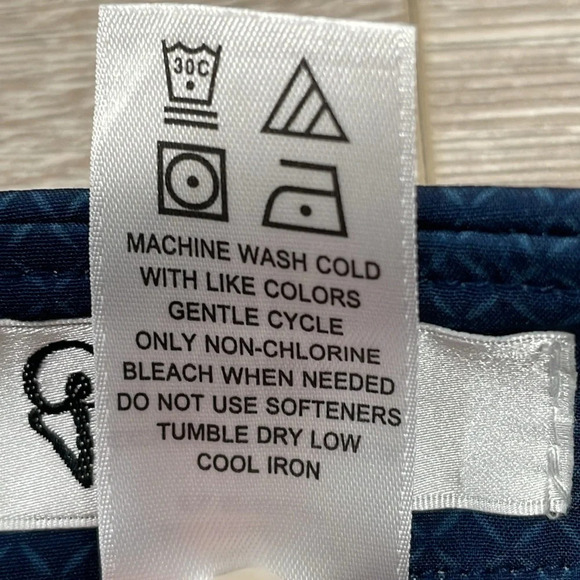 30C
MACHINE WASH COLD
WITH LIKE COLORS
GENTLE CYCLE
ONLY NON-CHLORINE
BLEACH WHEN NEEDED
DO NOT USE SOFTENERS
TUMBLE DRY LOW
COOL IRON